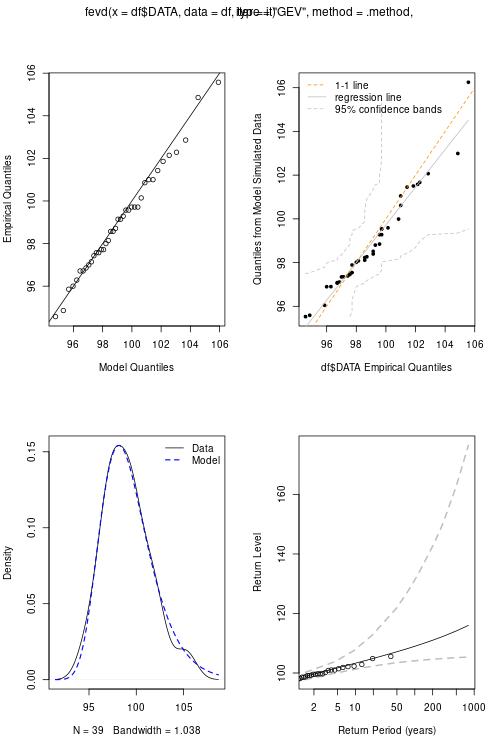 fevd(x = df$DATA, data = df, type = "GEV", method = .method,
Empirical Quantiles
106
104
102
100
98
96
96 98 100 102 104 106
Model Quantiles
Quantiles from Model Simulated Data
106
104
102
100
98
96
1-1 line
regression line
95% confidence bands
96 98 100 102 104 106
df$DATA Empirical Quantiles
Density
0.15
0.10
0.05
0.00
Data
Model
95 100 105
N = 39 Bandwidth = 1.038
Return Level
160
140
120
100
2 5 10 50 200 1000
Return Period (years)